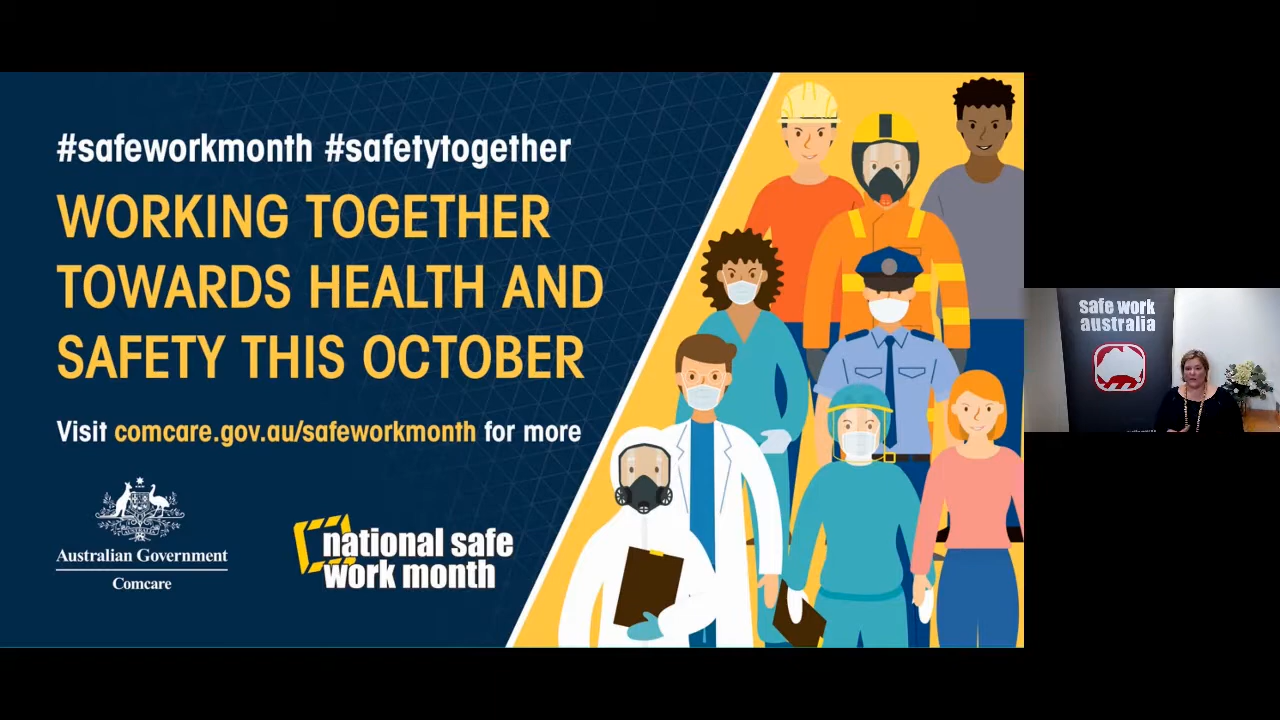 #safeworkmonth #safetytogether
WORKING TOGETHER
TOWARDS HEALTH AND
SAFETY THIS OCTOBER
Visit comcare.gov.au/safeworkmonth for more
Australian Government
Comcare
national safe
work month
safe work
australia